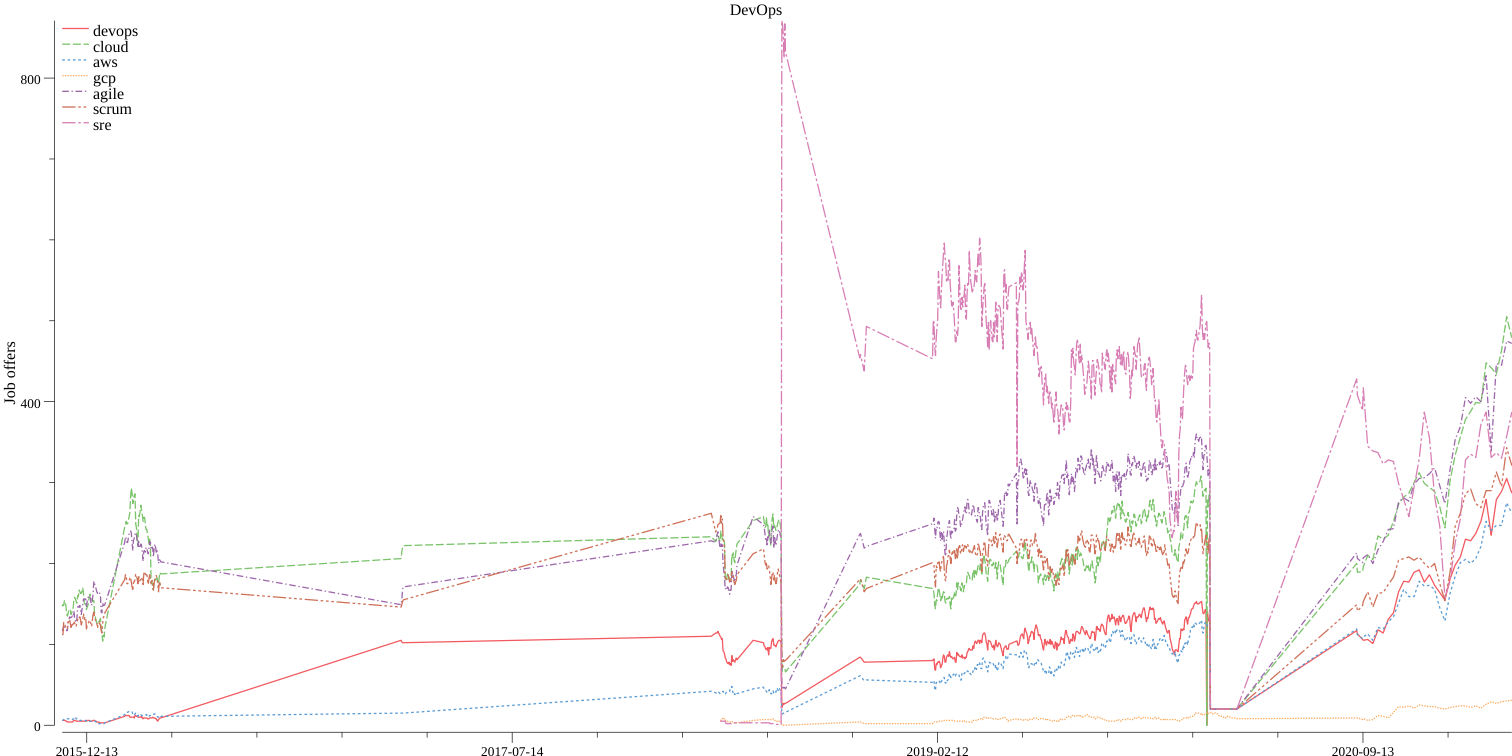 DevOps
devops
cloud
aws
gcp
agile
scrum
sre
800
400
0
Job offers
2015-12-13
2017-07-14
2019-02-12
2020-09-13